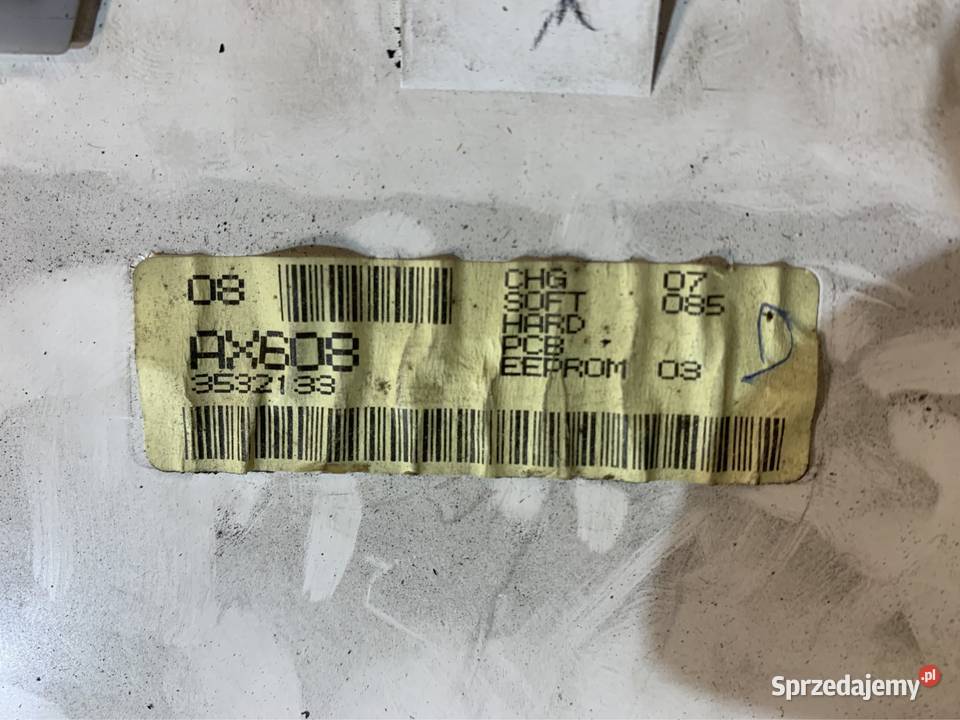 08
AX608
3532133
CHG 07
SOFT 085
HARD
PCB
EEPROM 03
D
Sprzedajemy.pl